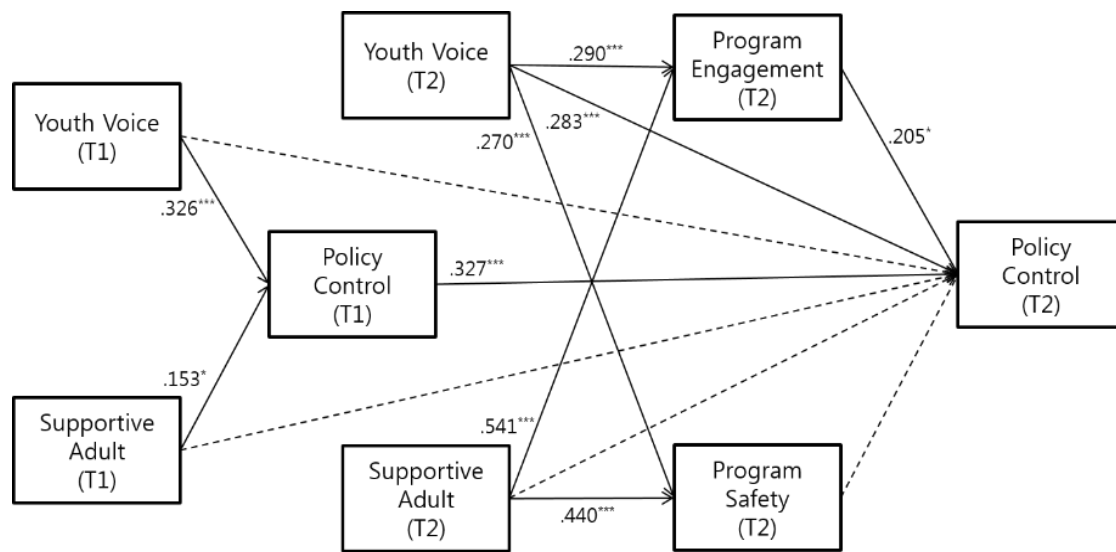 Youth Voice
(T1)
Supportive
Adult
(T1)
.326***
.153*
Policy
Control
(T1)
Youth Voice
(T2)
Supportive
Adult
(T2)
.290***
.283***
.270***
.327***
.541***
.440***
Program
Engagement
(T2)
Program
Safety
(T2)
.205*
Policy
Control
(T2)